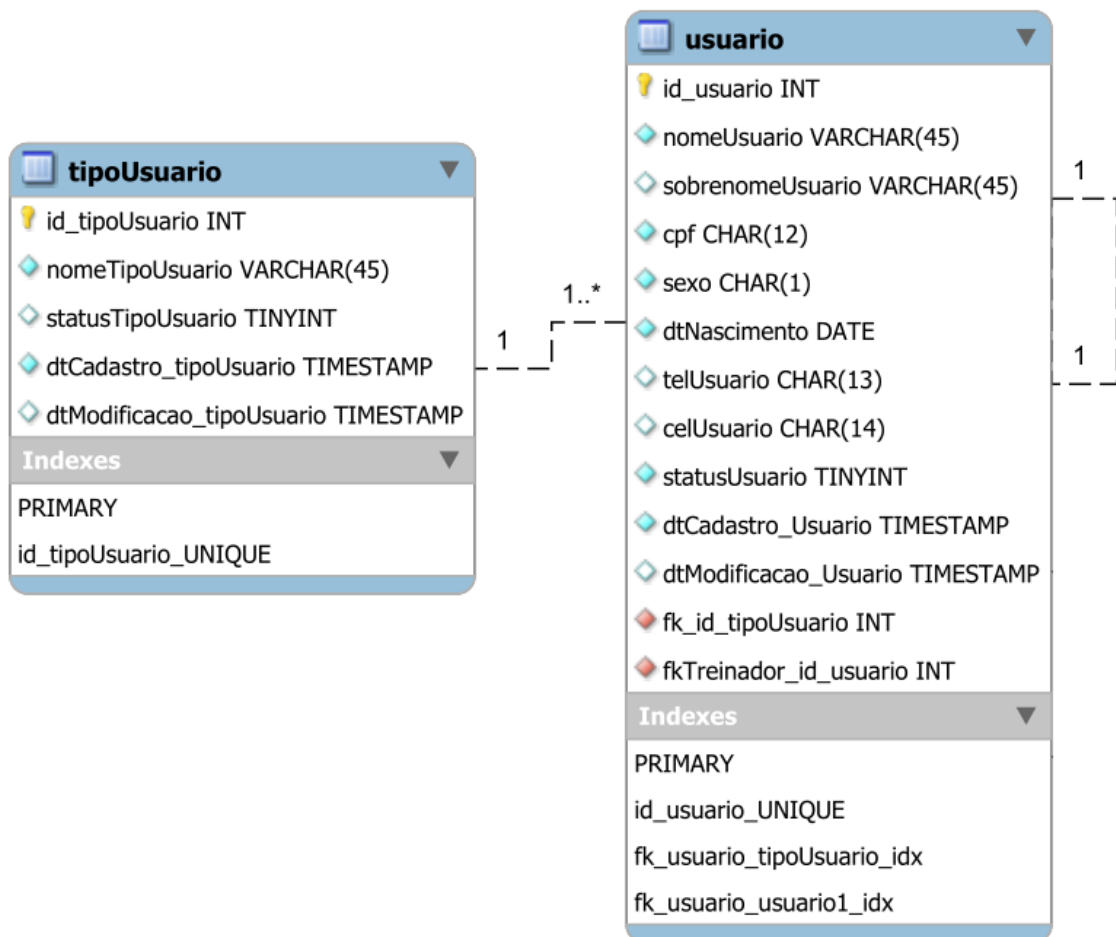 tipoUsuario
id_tipoUsuario INT
nomeTipoUsuario VARCHAR(45)
statusTipoUsuario TINYINT
dtCadastro_tipoUsuario TIMESTAMP
dtModificacao_tipoUsuario TIMESTAMP
Indexes
PRIMARY
id_tipoUsuario_UNIQUE
1
1..*
usuario
id_usuario INT
nomeUsuario VARCHAR(45)
sobrenomeUsuario VARCHAR(45)
cpf CHAR(12)
sexo CHAR(1)
dtNascimento DATE
telUsuario CHAR(13)
celUsuario CHAR(14)
statusUsuario TINYINT
dtCadastro_Usuario TIMESTAMP
dtModificacao_Usuario TIMESTAMP
fk_id_tipoUsuario INT
fkTreinador_id_usuario INT
Indexes
PRIMARY
id_usuario_UNIQUE
fk_usuario_tipoUsuario_idx
fk_usuario_usuario1_idx
1
1